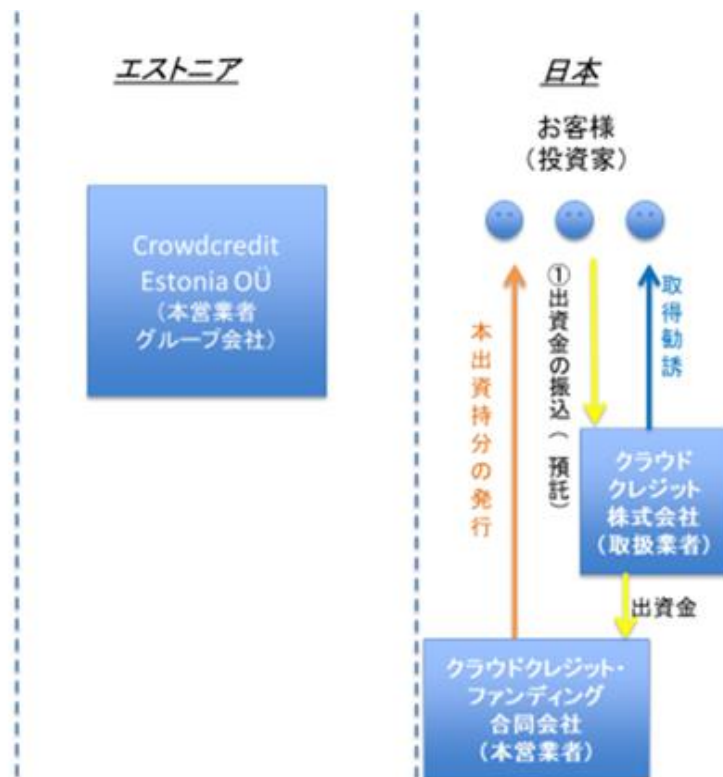 エストニア
日本
お客様
（投資家）
Crowdcredit
Estonia OÜ
（本営業者
グループ会社）
本出資持分の発行
①出資金の振込（ 預託）
取得勧誘
クラウド
クレジット
株式会社
（取扱業者）
出資金
クラウドクレジット・
ファンディング
合同会社
（本営業者）